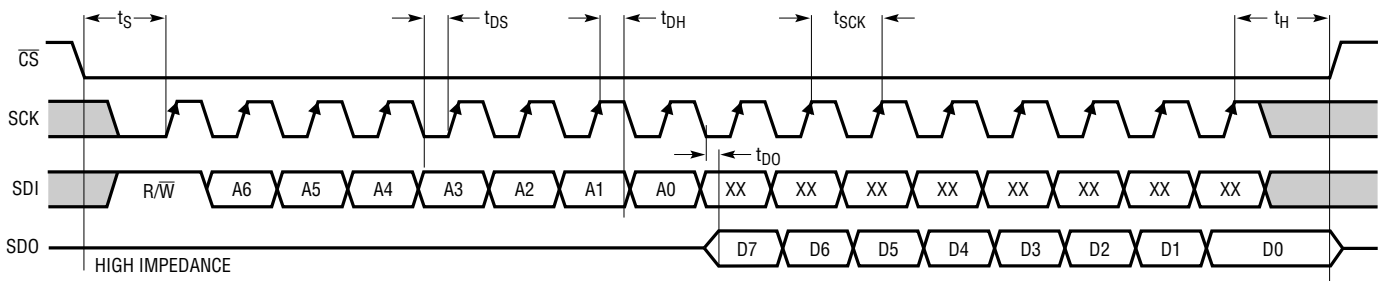 tS tDS tDH tSCK tH
CS
SCK
tDO
SDI R/W A6 A5 A4 A3 A2 A1 A0 XX XX XX XX XX XX XX XX
SDO D7 D6 D5 D4 D3 D2 D1 D0
HIGH IMPEDANCE